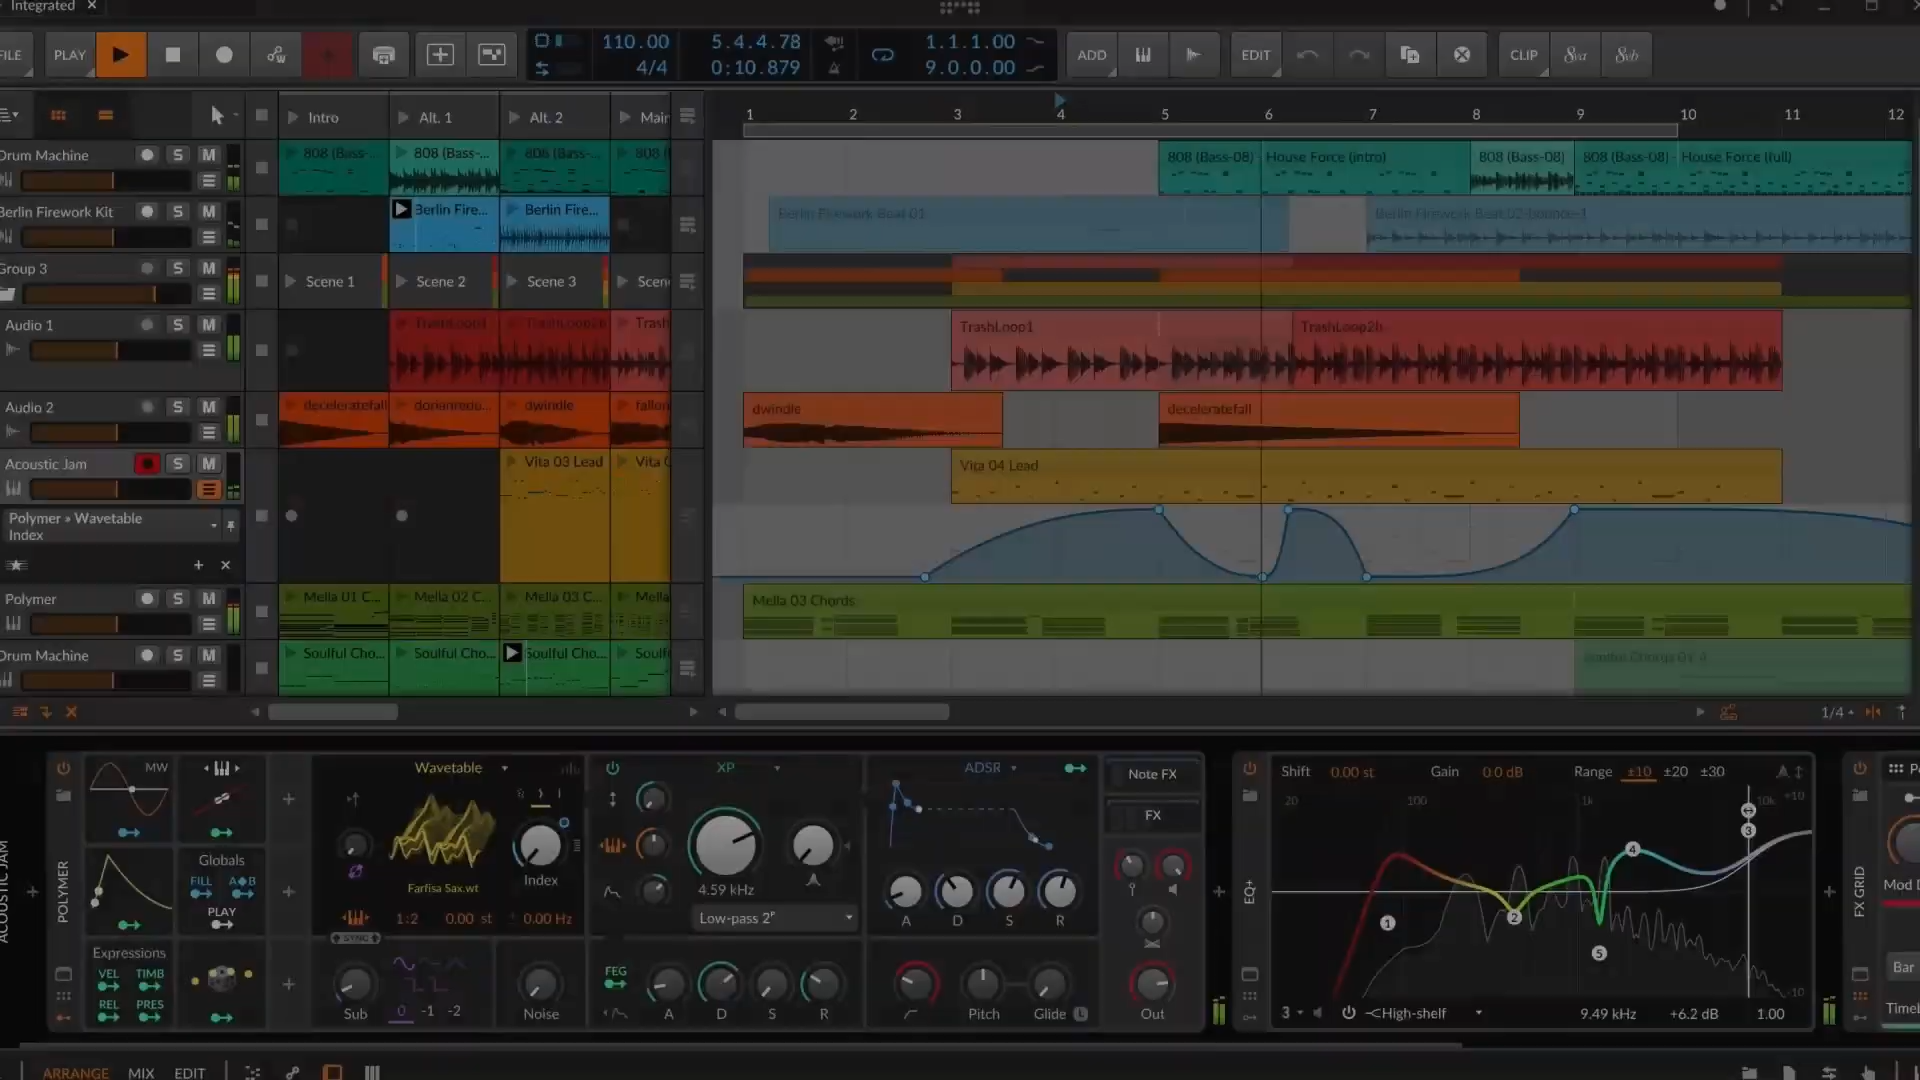 Integrated
FILE PLAY 110.00 4/4 5.4.4.78 0:10.879 1.1.1.00 9.0.0.00 ADD EDIT CLIP
Intro Alt. 1 Alt. 2 Main 1 2 3 4 5 6 7 8 9 10 11 12
Drum Machine S M 808 (Bass-... 808 (Bass-... 808 (Bass-... 808 (Bass-08) - House Force (intro) 808 (Bass-08) 808 (Bass-08) - House Force (full)
Berlin Firework Kit S M Berlin Fire... Berlin Fire... Berlin Firework Beat 01 Berlin Firework Beat 02-bounce-1
Group 3 S M Scene 1 Scene 2 Scene 3
Audio 1 S M TrashLoop1 TrashLoop2b Trash TrashLoop1 TrashLoop2b
Audio 2 S M deceleratefall dorianredu... dwindle fallon dwindle deceleratefall
Acoustic Jam S M Vita 03 Lead Vita Vita 04 Lead
Polymer » Wavetable
Index
Polymer S M Mella 01 C... Mella 02 C... Mella 03 C... Mella Mella 03 Chords
Drum Machine S M Soulful Cho... Soulful Cho... Soulful Cho... Soulf
1/4
ACOUSTIC JAM POLYMER MW Wavetable XP ADSR Note FX
FX
Globals
FILL A B
PLAY
Index
Farfisa Sax.wt
1:2 0.00 st 0.00 Hz
SYNC
4.59 kHz
Low-pass 2ᴾ
A D S R
Expressions
VEL TIMB
REL PRES
Sub 0 -1 -2 Noise
FEG
A D S R Pitch Glide L Out
EQ+ Shift 0.00 st Gain 0.0 dB Range ±10 ±20 ±30
20 100 1k 10k +10
1 2 3 4 5
-10
3 High-shelf 9.49 kHz +6.2 dB 1.00
FX GRID
Mod
Bar
ARRANGE MIX EDIT